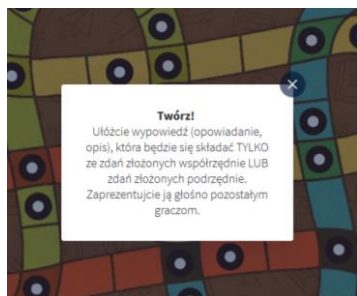 Twórz!
Ułóżcie wypowiedź (opowiadanie,
opis), która będzie się składać TYLKO
ze zdań złożonych współrzędnie LUB
zdań złożonych podrzędnie.
Zaprezentujcie ją głośno pozostałym
graczom.